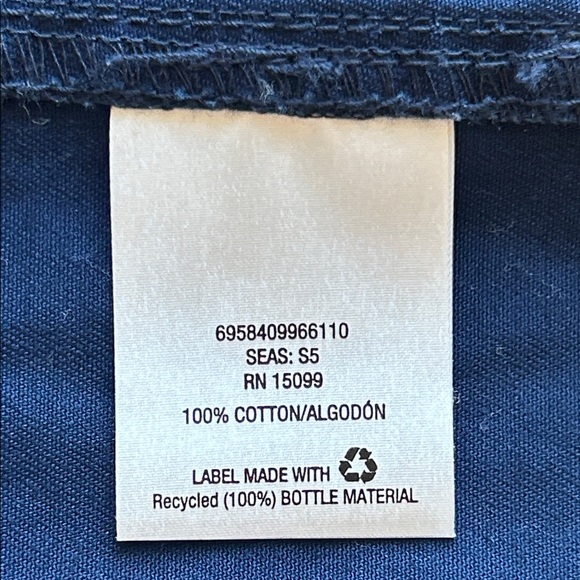 6958409966110
SEAS: S5
RN 15099
100% COTTON/ALGODÓN
LABEL MADE WITH
Recycled (100%) BOTTLE MATERIAL